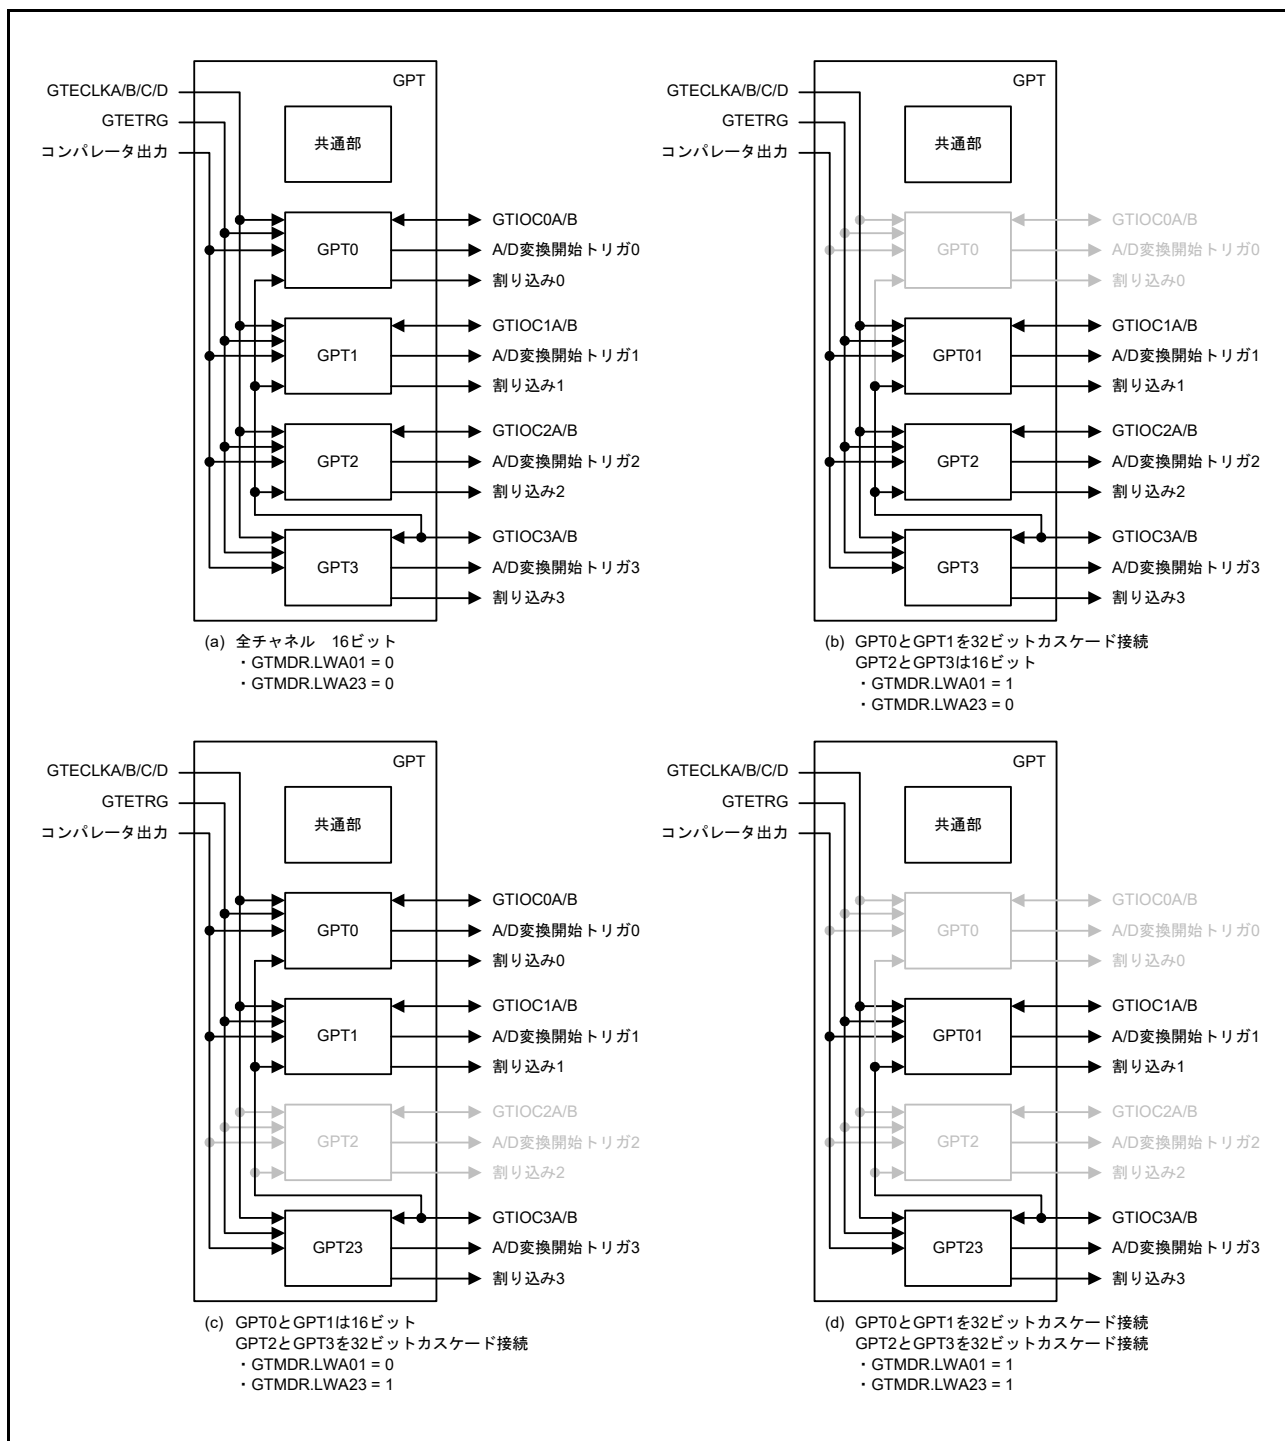 GPT
GTECLKA/B/C/D
GTETRG
コンパレータ出力
共通部
GPT0
GTIOC0A/B
A/D変換開始トリガ0
割り込み0
GPT1
GTIOC1A/B
A/D変換開始トリガ1
割り込み1
GPT2
GTIOC2A/B
A/D変換開始トリガ2
割り込み2
GPT3
GTIOC3A/B
A/D変換開始トリガ3
割り込み3
(a) 全チャネル 16ビット
・GTMDR.LWA01 = 0
・GTMDR.LWA23 = 0
GPT
GTECLKA/B/C/D
GTETRG
コンパレータ出力
共通部
GPT0
GTIOC0A/B
A/D変換開始トリガ0
割り込み0
GPT01
GTIOC1A/B
A/D変換開始トリガ1
割り込み1
GPT2
GTIOC2A/B
A/D変換開始トリガ2
割り込み2
GPT3
GTIOC3A/B
A/D変換開始トリガ3
割り込み3
(b) GPT0とGPT1を32ビットカスケード接続
GPT2とGPT3は16ビット
・GTMDR.LWA01 = 1
・GTMDR.LWA23 = 0
GPT
GTECLKA/B/C/D
GTETRG
コンパレータ出力
共通部
GPT0
GTIOC0A/B
A/D変換開始トリガ0
割り込み0
GPT1
GTIOC1A/B
A/D変換開始トリガ1
割り込み1
GPT2
GTIOC2A/B
A/D変換開始トリガ2
割り込み2
GPT23
GTIOC3A/B
A/D変換開始トリガ3
割り込み3
(c) GPT0とGPT1は16ビット
GPT2とGPT3を32ビットカスケード接続
・GTMDR.LWA01 = 0
・GTMDR.LWA23 = 1
GPT
GTECLKA/B/C/D
GTETRG
コンパレータ出力
共通部
GPT0
GTIOC0A/B
A/D変換開始トリガ0
割り込み0
GPT01
GTIOC1A/B
A/D変換開始トリガ1
割り込み1
GPT2
GTIOC2A/B
A/D変換開始トリガ2
割り込み2
GPT23
GTIOC3A/B
A/D変換開始トリガ3
割り込み3
(d) GPT0とGPT1を32ビットカスケード接続
GPT2とGPT3を32ビットカスケード接続
・GTMDR.LWA01 = 1
・GTMDR.LWA23 = 1